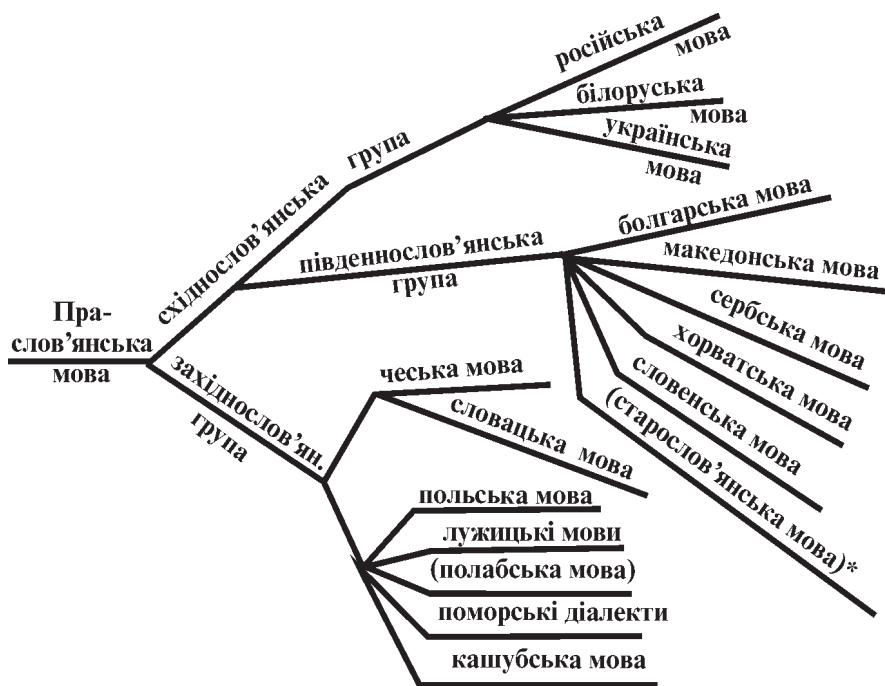 Пра-
слов’янська
мова
східнослов’янська група
російська мова
білоруська мова
українська мова
південнослов’янська
група
болгарська мова
македонська мова
сербська мова
хорватська мова
словенська мова
(старослов’янська мова)*
західнослов’ян.
група
чеська мова
словацька мова
польська мова
лужицькі мови
(полабська мова)
поморські діалекти
кашубська мова